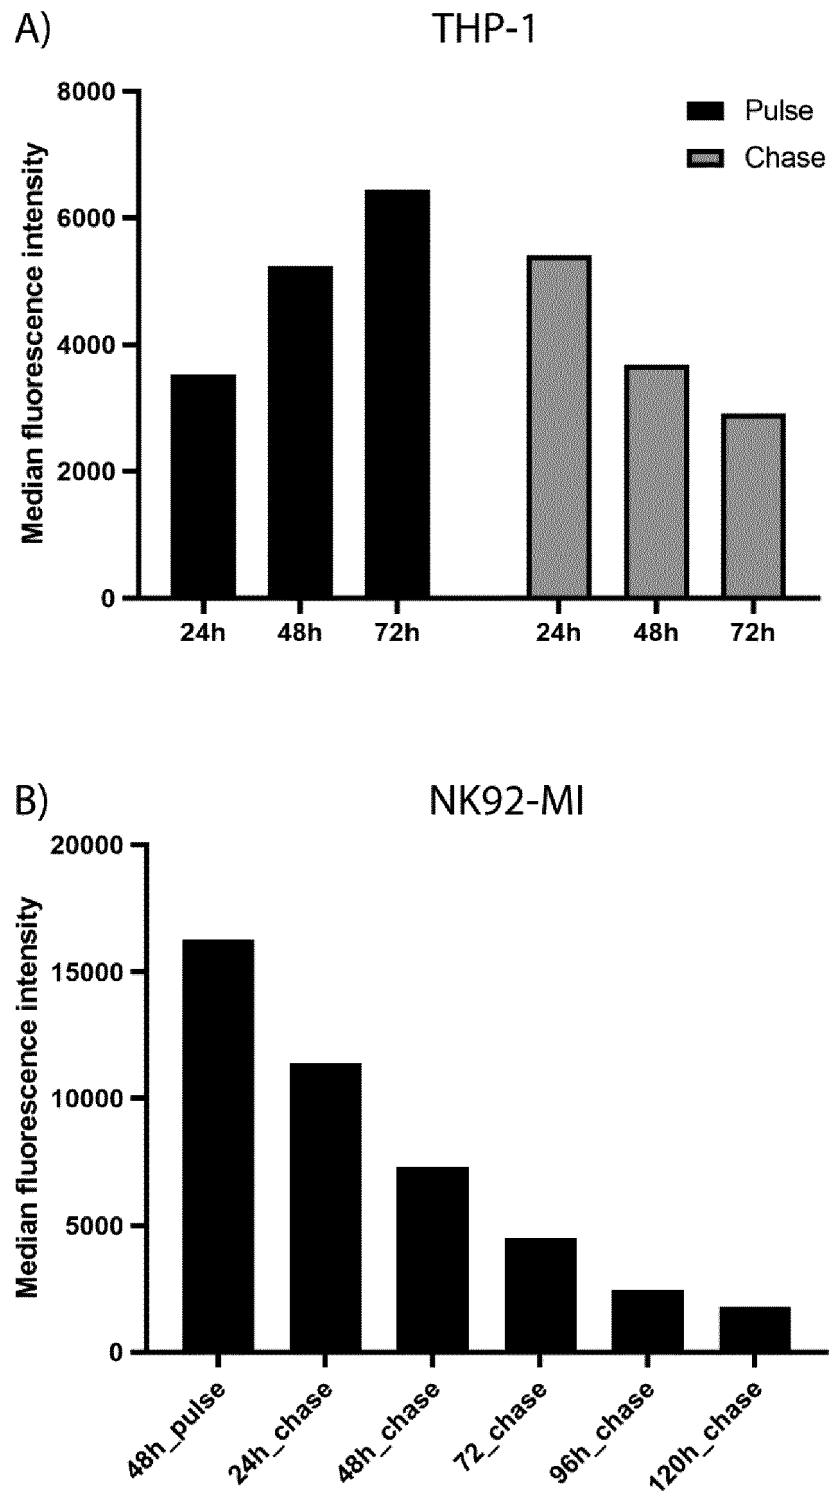 A)
THP-1
8000
6000
4000
2000
0
Median fluorescence intensity
Pulse
Chase
24h 48h 72h 24h 48h 72h
B)
NK92-MI
20000
15000
10000
5000
0
Median fluorescence intensity
48h_pulse
24h_chase
48h_chase
72_chase
96h_chase
120h_chase